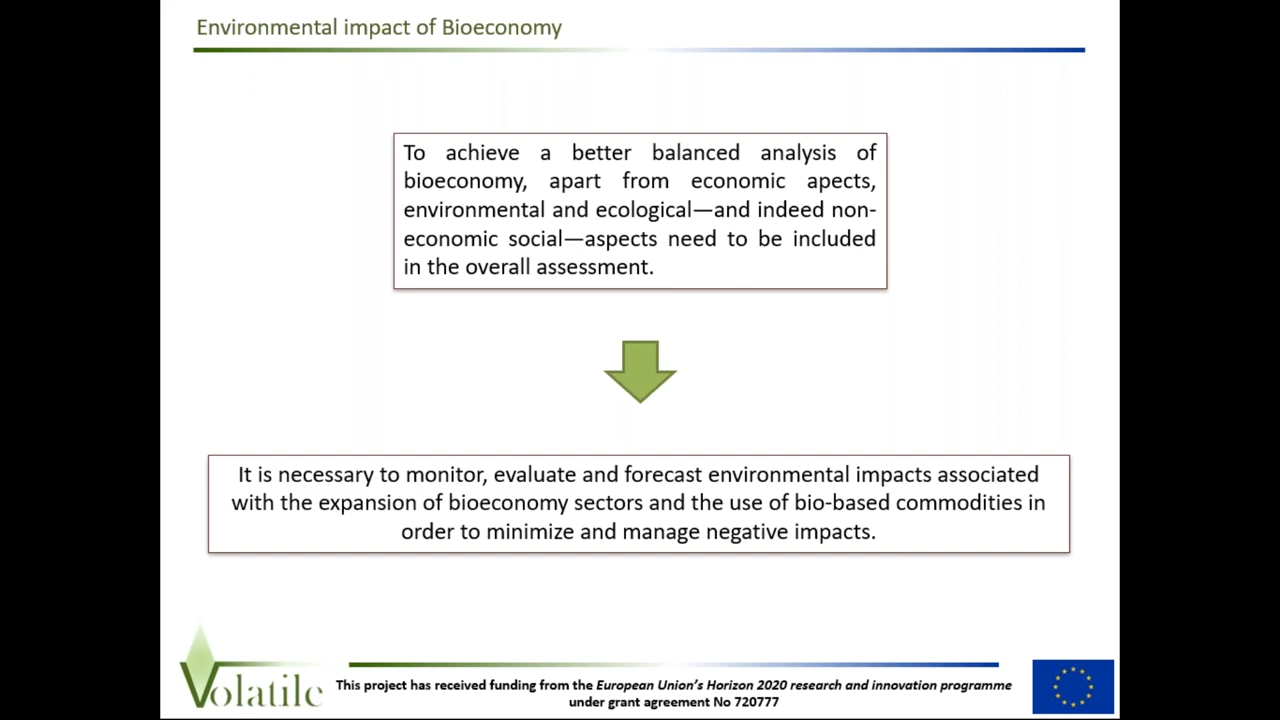 Environmental impact of Bioeconomy
To achieve a better balanced analysis of
bioeconomy, apart from economic apects,
environmental and ecological—and indeed non-
economic social—aspects need to be included
in the overall assessment.
It is necessary to monitor, evaluate and forecast environmental impacts associated
with the expansion of bioeconomy sectors and the use of bio-based commodities in
order to minimize and manage negative impacts.
Volatile
This project has received funding from the European Union's Horizon 2020 research and innovation programme
under grant agreement No 720777